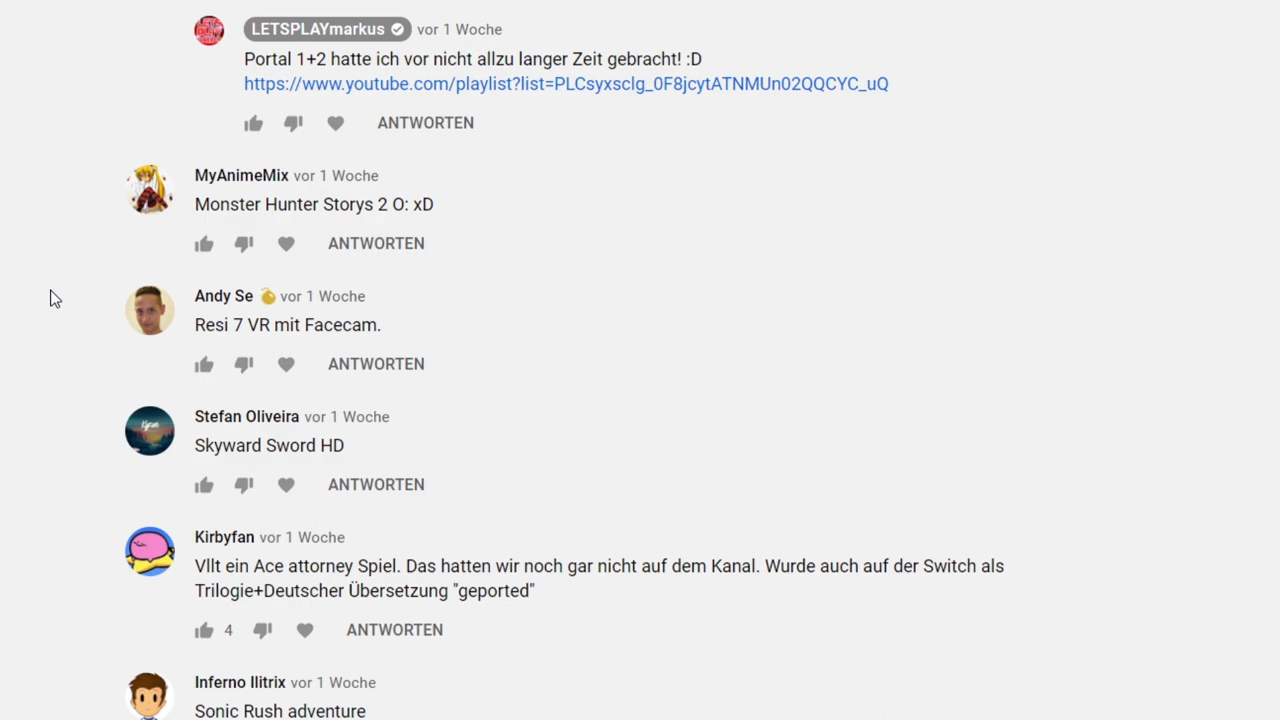 LETSPLAYmarkus vor 1 Woche
Portal 1+2 hatte ich vor nicht allzu langer Zeit gebracht! :D
https://www.youtube.com/playlist?list=PLCsyxsclg_0F8jcytATNMUn02QQCYC_uQ
ANTWORTEN
MyAnimeMix vor 1 Woche
Monster Hunter Storys 2 O: xD
ANTWORTEN
Andy Se vor 1 Woche
Resi 7 VR mit Facecam.
ANTWORTEN
Stefan Oliveira vor 1 Woche
Skyward Sword HD
ANTWORTEN
Kirbyfan vor 1 Woche
Vllt ein Ace attorney Spiel. Das hatten wir noch gar nicht auf dem Kanal. Wurde auch auf der Switch als
Trilogie+Deutscher Übersetzung "geported"
4 ANTWORTEN
Inferno Ilitrix vor 1 Woche
Sonic Rush adventure